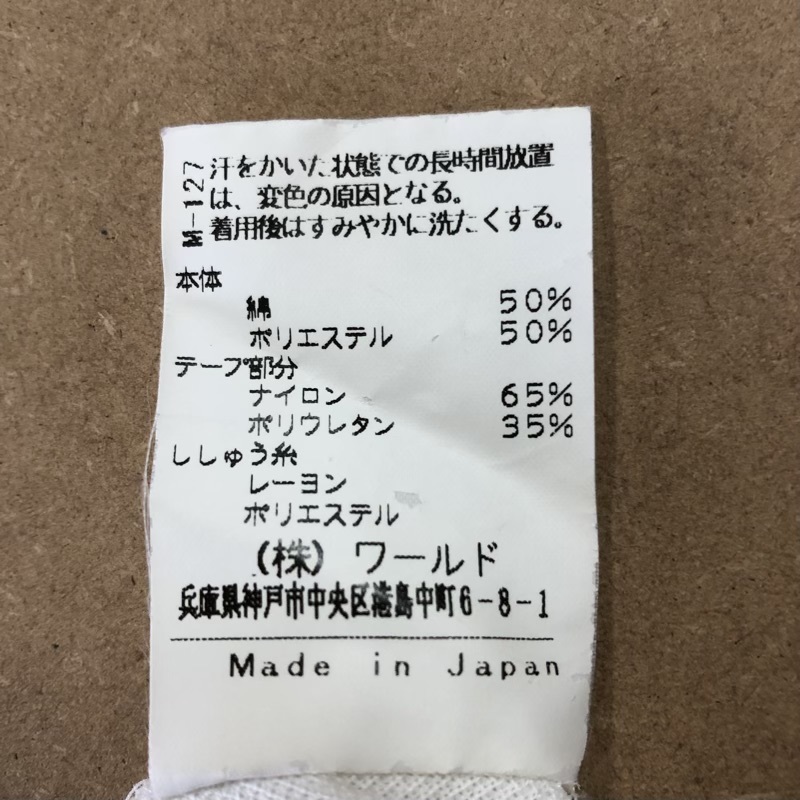 M-127
汗をかいた状態での長時間放置
は、変色の原因となる。
着用後はすみやかに洗たくする。
本体
綿 50%
ポリエステル 50%
テープ部分
ナイロン 65%
ポリウレタン 35%
ししゅう糸
レーヨン
ポリエステル
(株) ワールド
兵庫県神戸市中央区港島中町6-8-1
Made in Japan